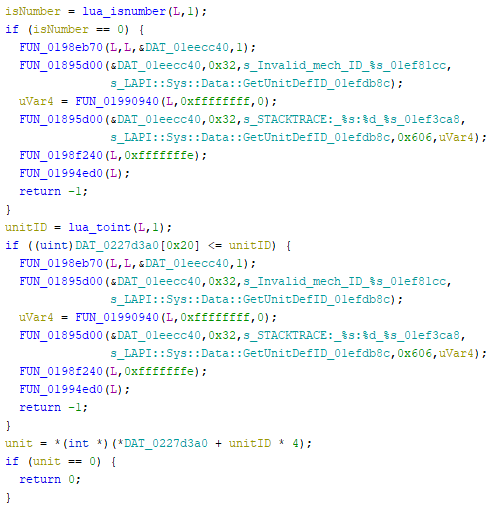 isNumber = lua_isnumber(L,1);
if (isNumber == 0) {
  FUN_0198eb70(L,L,&DAT_01eecc40,1);
  FUN_01895d00(&DAT_01eecc40,0x32,s_Invalid_mech_ID_%s_01ef81cc,
               s_LAPI::Sys::Data::GetUnitDefID_01efdb8c);
  uVar4 = FUN_01990940(L,0xffffffff,0);
  FUN_01895d00(&DAT_01eecc40,0x32,s_STACKTRACE:_%s:%d_%s_01ef3ca8,
               s_LAPI::Sys::Data::GetUnitDefID_01efdb8c,0x606,uVar4);
  FUN_0198f240(L,0xfffffffe);
  FUN_01994ed0(L);
  return -1;
}
unitID = lua_toint(L,1);
if ((uint)DAT_0227d3a0[0x20] <= unitID) {
  FUN_0198eb70(L,L,&DAT_01eecc40,1);
  FUN_01895d00(&DAT_01eecc40,0x32,s_Invalid_mech_ID_%s_01ef81cc,
               s_LAPI::Sys::Data::GetUnitDefID_01efdb8c);
  uVar4 = FUN_01990940(L,0xffffffff,0);
  FUN_01895d00(&DAT_01eecc40,0x32,s_STACKTRACE:_%s:%d_%s_01ef3ca8,
               s_LAPI::Sys::Data::GetUnitDefID_01efdb8c,0x606,uVar4);
  FUN_0198f240(L,0xfffffffe);
  FUN_01994ed0(L);
  return -1;
}
unit = *(int *)(*DAT_0227d3a0 + unitID * 4);
if (unit == 0) {
  return 0;
}